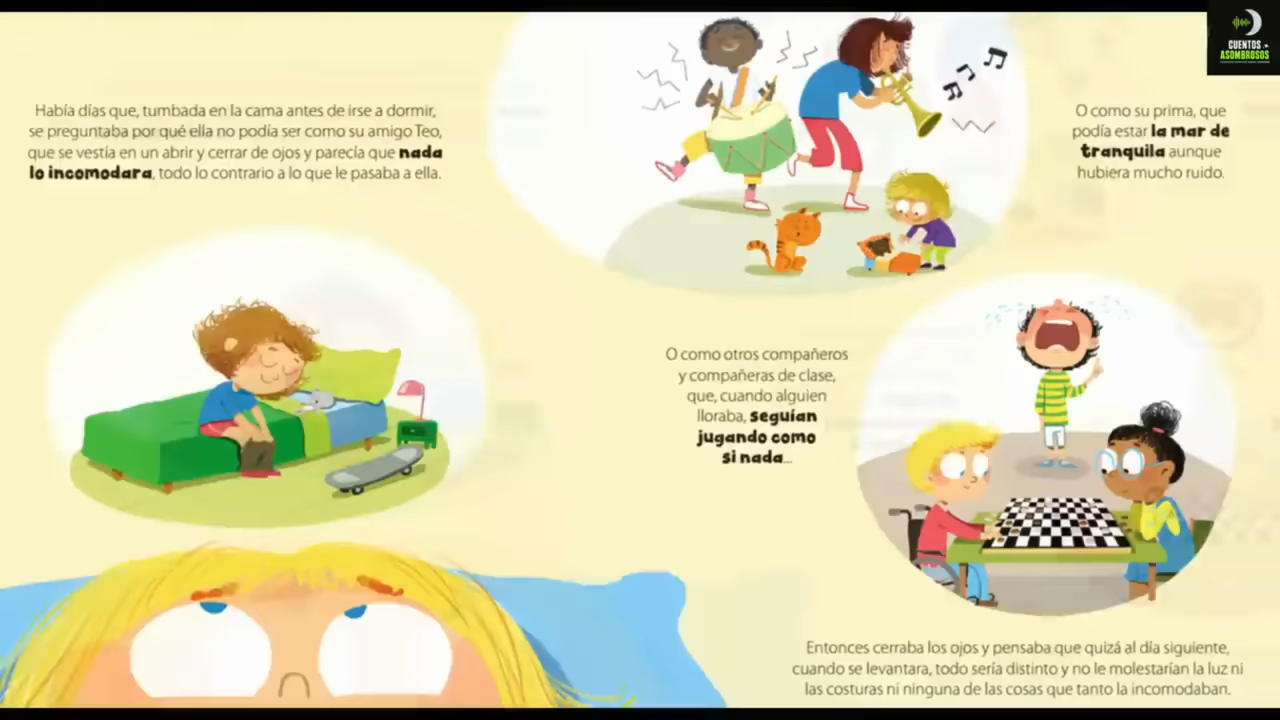 CUENTOS
ASOMBROSOS
Había días que, tumbada en la cama antes de irse a dormir,
se preguntaba por qué ella no podía ser como su amigo Teo,
que se vestía en un abrir y cerrar de ojos y parecía que nada
lo incomodara, todo lo contrario a lo que le pasaba a ella.
O como su prima, que
podía estar la mar de
tranquila aunque
hubiera mucho ruido.
O como otros compañeros
y compañeras de clase,
que, cuando alguien
lloraba, seguían
jugando como
si nada...
Entonces cerraba los ojos y pensaba que quizá al día siguiente,
cuando se levantara, todo sería distinto y no le molestarían la luz ni
las costuras ni ninguna de las cosas que tanto la incomodaban.